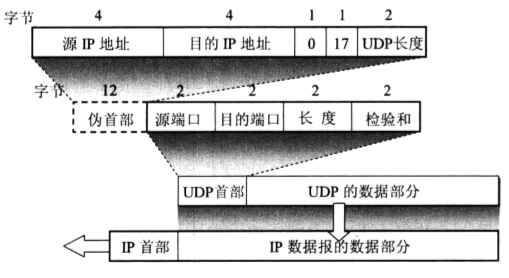 字节 4 4 1 1 2
源 IP 地址 目的 IP 地址 0 17 UDP长度
字节 12 2 2 2 2
伪首部 源端口 目的端口 长 度 检验和
UDP首部 UDP 的数据部分
IP 首部 IP 数据报的数据部分